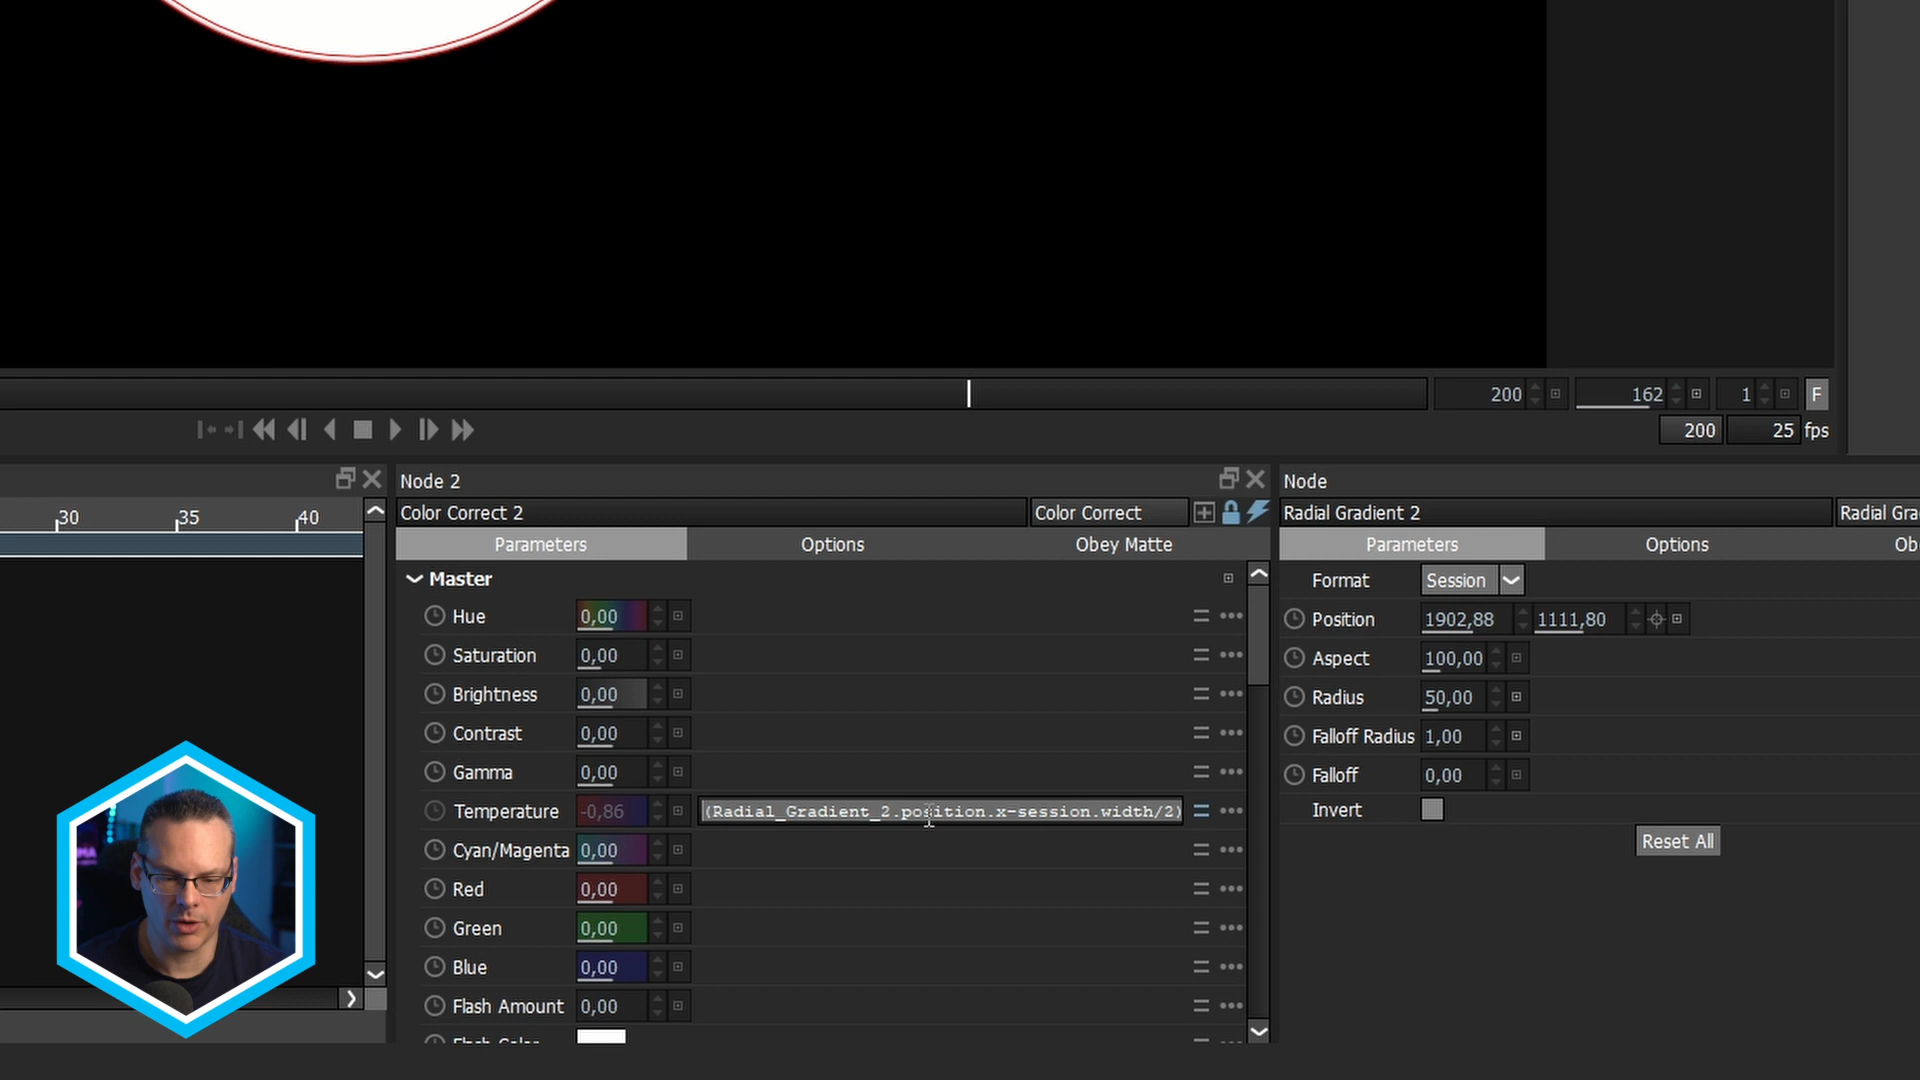 200
162
1
F
200
25
fps
30
35
40
Node 2
Color Correct 2
Color Correct
Parameters
Options
Obey Matte
Master
Hue
0,00
Saturation
0,00
Brightness
0,00
Contrast
0,00
Gamma
0,00
Temperature
-0,86
(Radial_Gradient_2.position.x-session.width/2)
Cyan/Magenta
0,00
Red
0,00
Green
0,00
Blue
0,00
Flash Amount
0,00
Node
Radial Gradient 2
Radial Gra
Parameters
Options
Ob
Format
Session
Position
1902,88
1111,80
Aspect
100,00
Radius
50,00
Falloff Radius
1,00
Falloff
0,00
Invert
Reset All